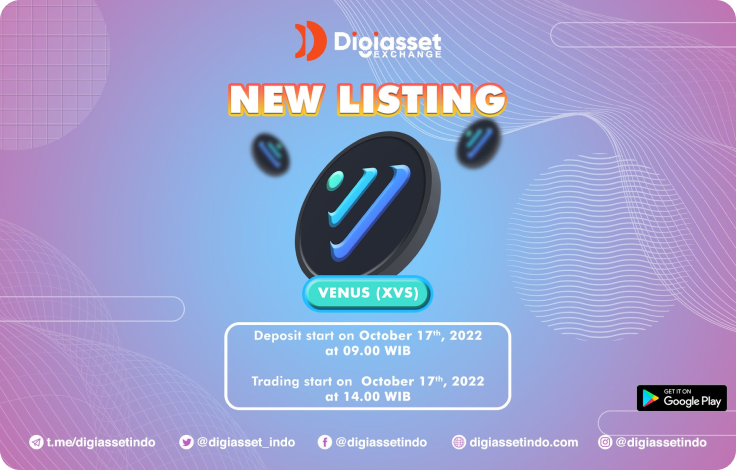 Digiasset
EXCHANGE
NEW LISTING
VENUS (XVS)
Deposit start on October 17th, 2022
at 09.00 WIB
Trading start on October 17th, 2022
at 14.00 WIB
GET IT ON
Google Play
t.me/digiassetindo
@digiasset_indo
@digiassetindo
digiassetindo.com
@digiassetindo